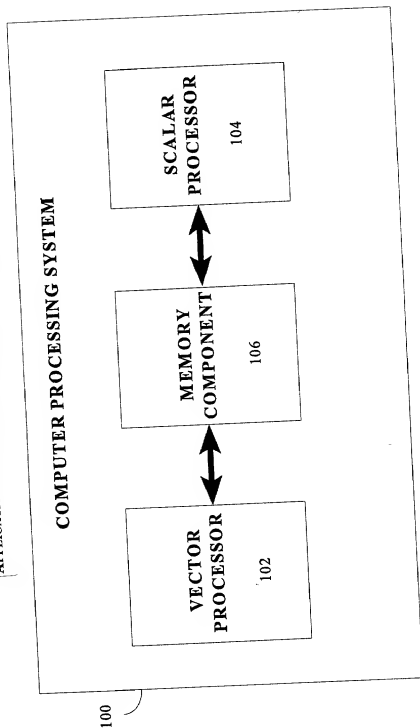 COMPUTER PROCESSING SYSTEM
VECTOR
PROCESSOR
102
MEMORY
COMPONENT
106
SCALAR
PROCESSOR
104
100